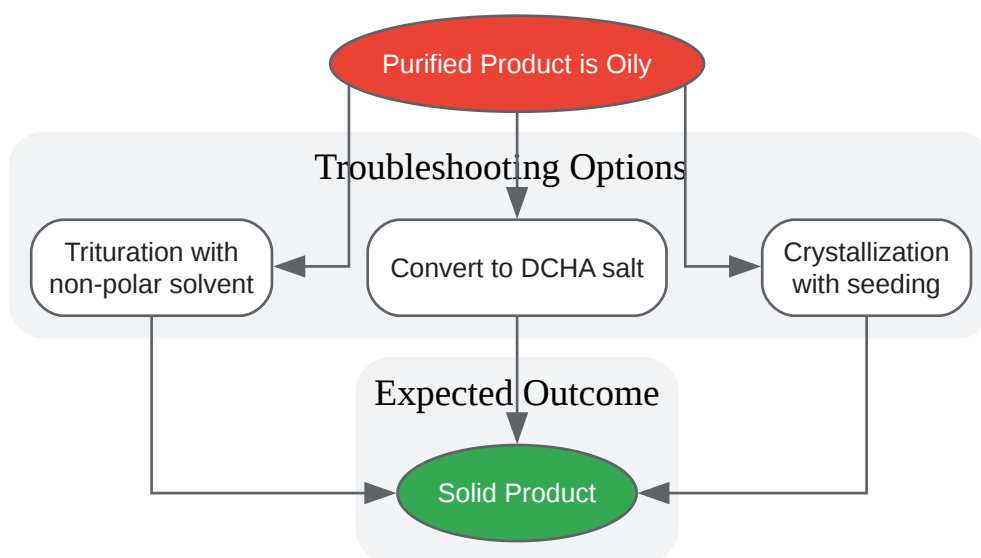 Purified Product is Oily
Troubleshooting Options
Trituration with
non-polar solvent
Convert to DCHA salt
Crystallization
with seeding
Expected Outcome
Solid Product